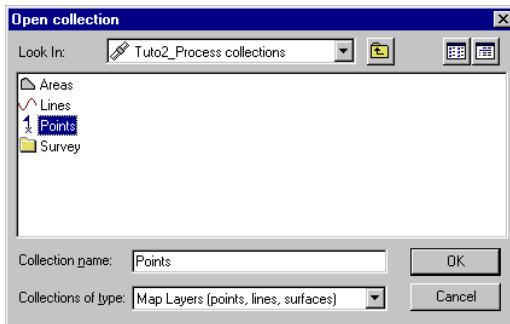 Open collection
Look In: Tuto2_Process collections
Areas
Lines
Points
Survey
Collection name: Points OK
Collections of type: Map Layers (points, lines, surfaces) Cancel